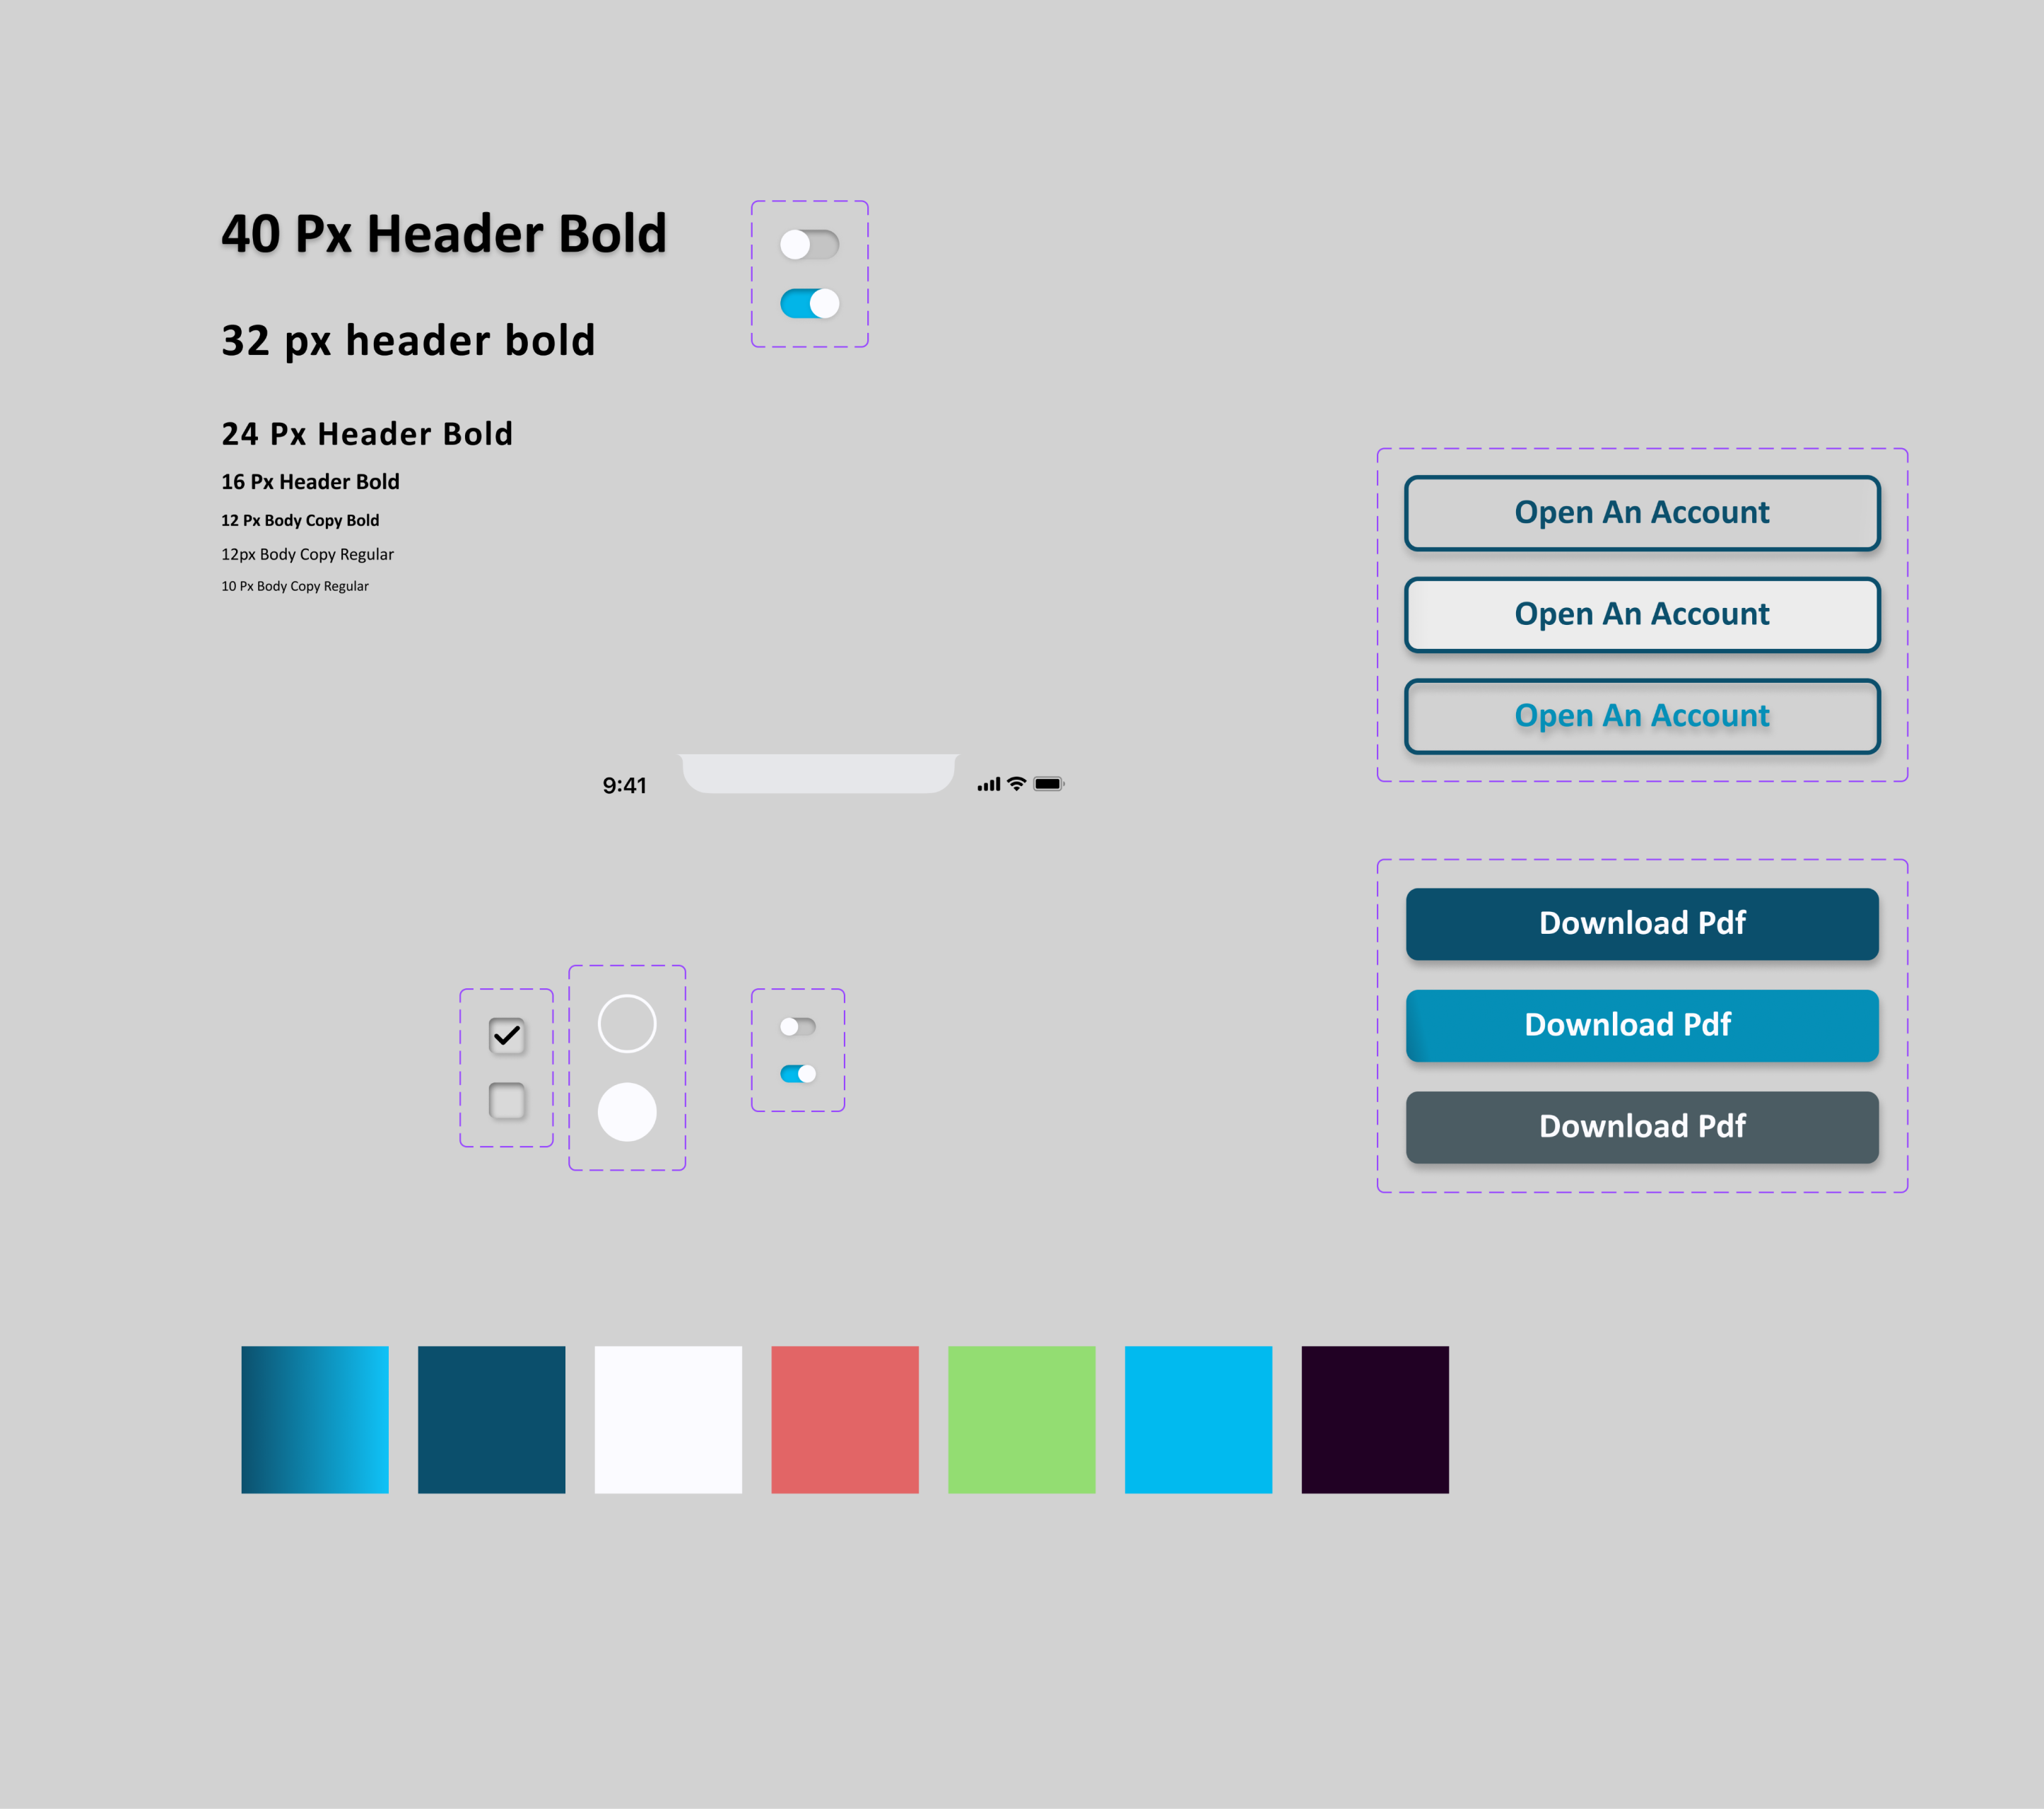 40 Px Header Bold
32 px header bold
24 Px Header Bold
16 Px Header Bold
12 Px Body Copy Bold
12px Body Copy Regular
10 Px Body Copy Regular
Open An Account
Open An Account
Open An Account
9:41
Download Pdf
Download Pdf
Download Pdf